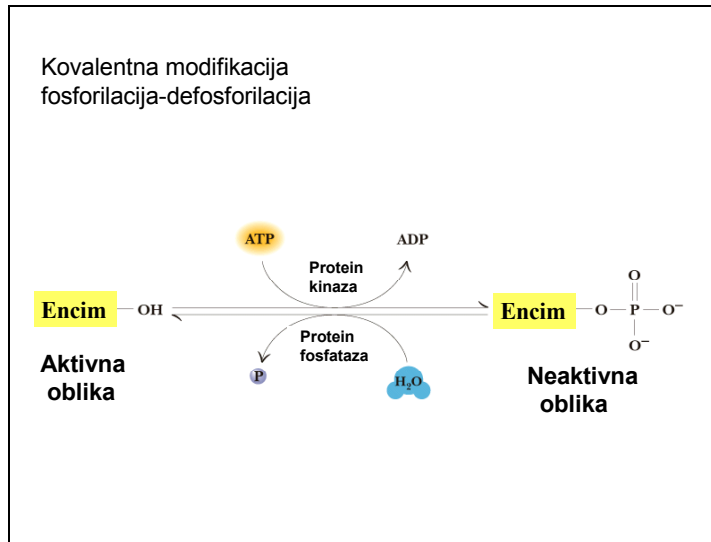 Kovalentna modifikacija
fosforilacija-defosforilacija
ATP
ADP
Protein
kinaza
Encim
OH
Encim
O
P
O
O⁻
O⁻
Protein
fosfataza
Aktivna
oblika
P
H₂O
Neaktivna
oblika